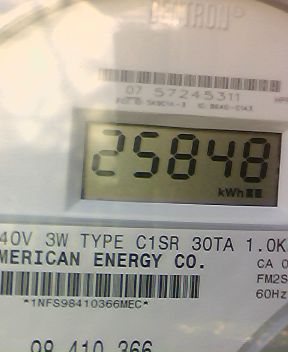 07 57245311
25848
kWh
40V 3W TYPE C1SR 30TA 1.0K
MERICAN ENERGY CO.
CA 0
FM2S
60Hz
*1NFS98410366MEC*
98 410 366